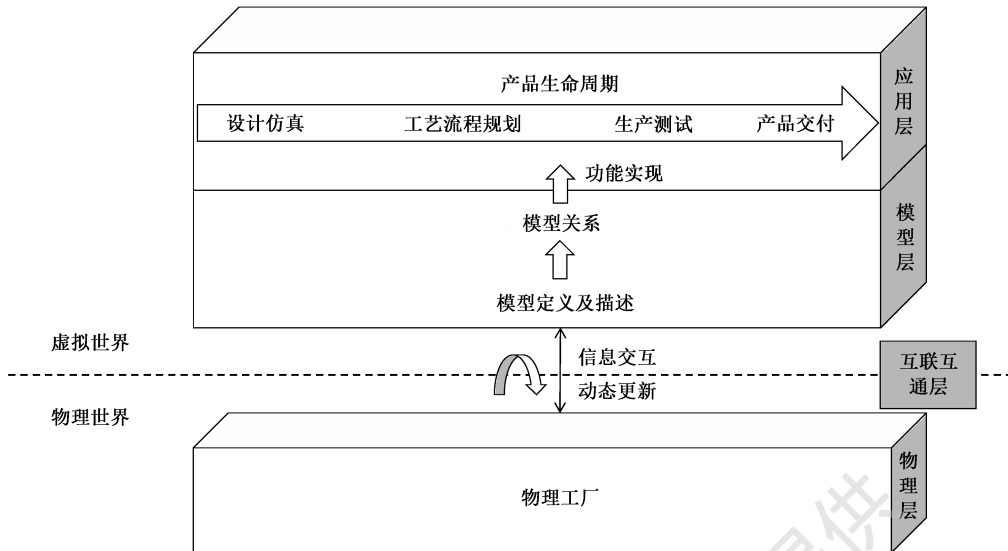 产品生命周期
应用层
设计仿真 工艺流程规划 生产测试 产品交付
功能实现
模型关系
模型层
模型定义及描述
虚拟世界
信息交互
互联互
通层
动态更新
物理世界
物理工厂
物理层
提供